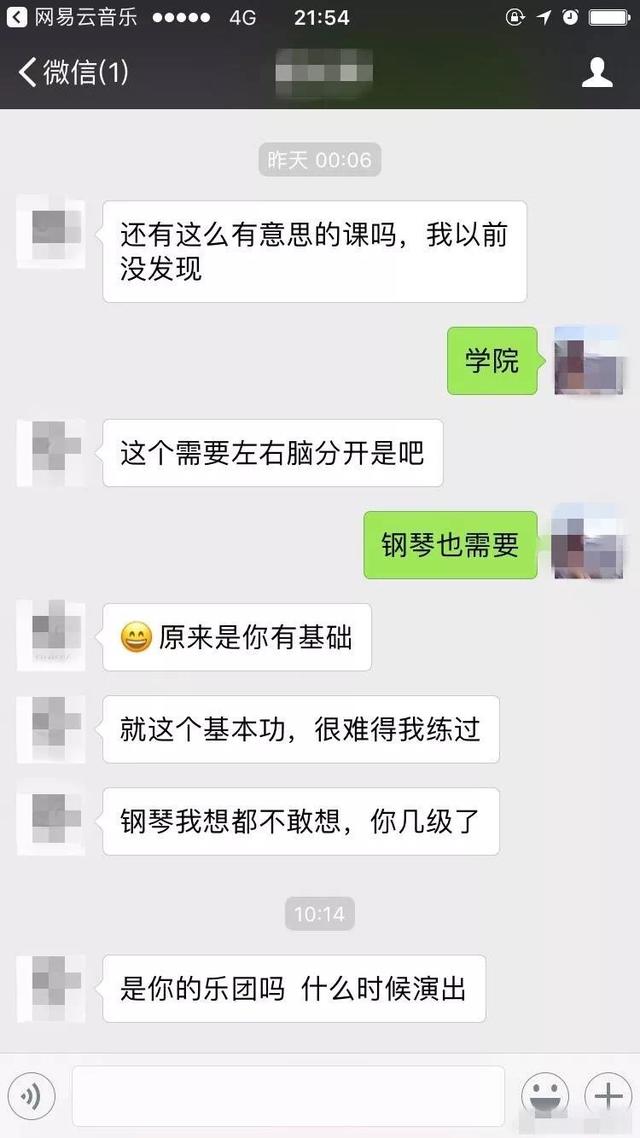 网易云音乐 4G 21:54
微信(1)
昨天 00:06
还有这么有意思的课吗，我以前
没发现
学院
这个需要左右脑分开是吧
钢琴也需要
😄原来是你有基础
就这个基本功，很难得我练过
钢琴我想都不敢想，你几级了
10:14
是你的乐团吗 什么时候演出